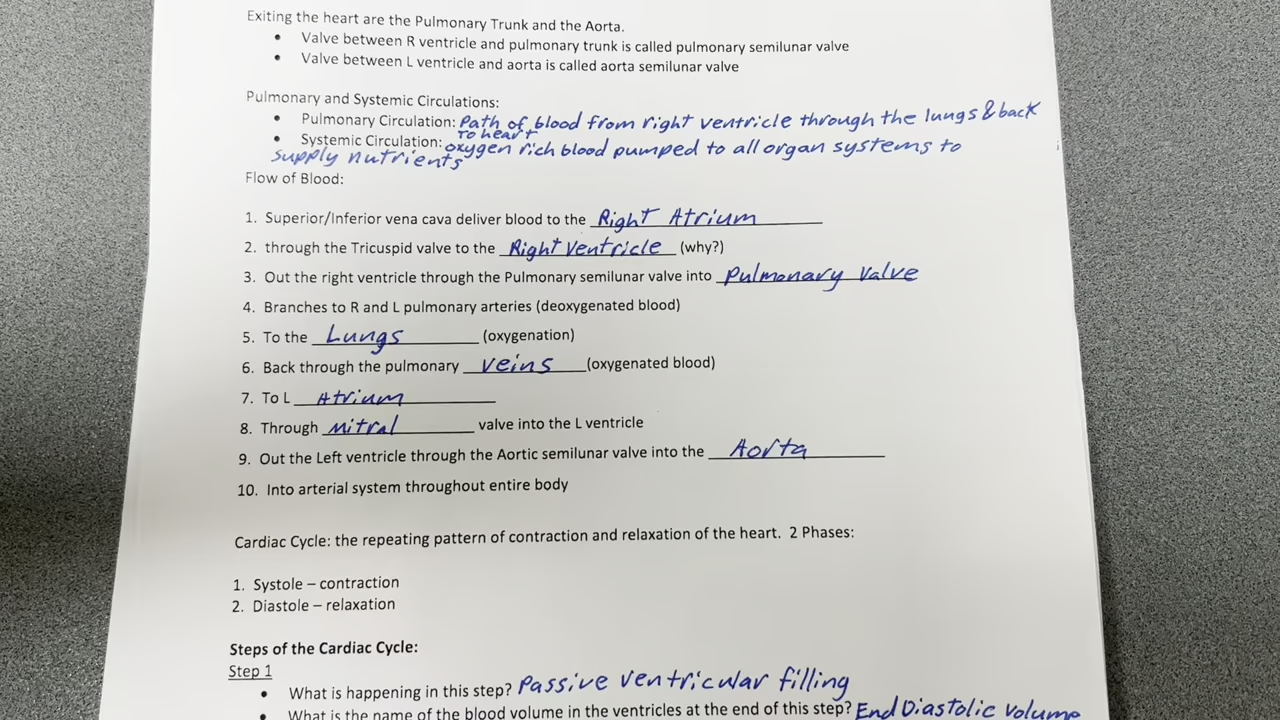 Exiting the heart are the Pulmonary Trunk and the Aorta.
• Valve between R ventricle and pulmonary trunk is called pulmonary semilunar valve
• Valve between L ventricle and aorta is called aorta semilunar valve
Pulmonary and Systemic Circulations:
• Pulmonary Circulation: Path of blood from right ventricle through the lungs & back
To heart
• Systemic Circulation: oxygen rich blood pumped to all organ systems to
supply nutrients
Flow of Blood:
1. Superior/Inferior vena cava deliver blood to the Right Atrium
2. through the Tricuspid valve to the Right Ventricle (why?)
3. Out the right ventricle through the Pulmonary semilunar valve into Pulmonary Valve
4. Branches to R and L pulmonary arteries (deoxygenated blood)
5. To the Lungs (oxygenation)
6. Back through the pulmonary veins (oxygenated blood)
7. To L Atrium
8. Through Mitral valve into the L ventricle
9. Out the Left ventricle through the Aortic semilunar valve into the Aorta
10. Into arterial system throughout entire body
Cardiac Cycle: the repeating pattern of contraction and relaxation of the heart. 2 Phases:
1. Systole – contraction
2. Diastole – relaxation
Steps of the Cardiac Cycle:
Step 1
• What is happening in this step? Passive ventricular filling
• What is the name of the blood volume in the ventricles at the end of this step? End Diastolic Volume